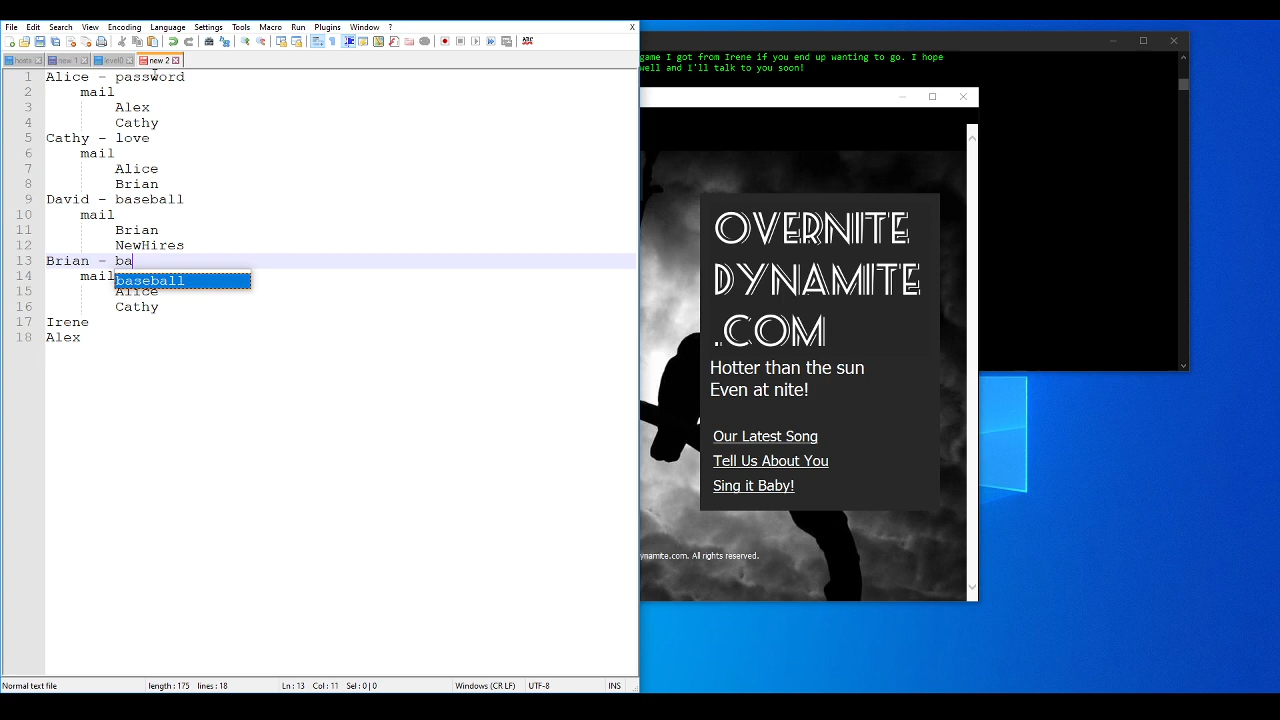 File Edit Search View Encoding Language Settings Tools Macro Run Plugins Window ? X
hosts new 1 level0 new 2
1 Alice - password
2 mail
3 Alex
4 Cathy
5 Cathy - love
6 mail
7 Alice
8 Brian
9 David - baseball
10 mail
11 Brian
12 NewHires
13 Brian - ba
baseball
14 mail
15 Alice
16 Cathy
17 Irene
18 Alex
Normal text file length : 175 lines : 18 Ln : 13 Col : 11 Sel : 0 | 0 Windows (CR LF) UTF-8 INS
game I got from Irene if you end up wanting to go. I hope
well and I'll talk to you soon!
OVERNITE
DYNAMITE
.COM
Hotter than the sun
Even at nite!
Our Latest Song
Tell Us About You
Sing it Baby!
ynamite.com. All rights reserved.